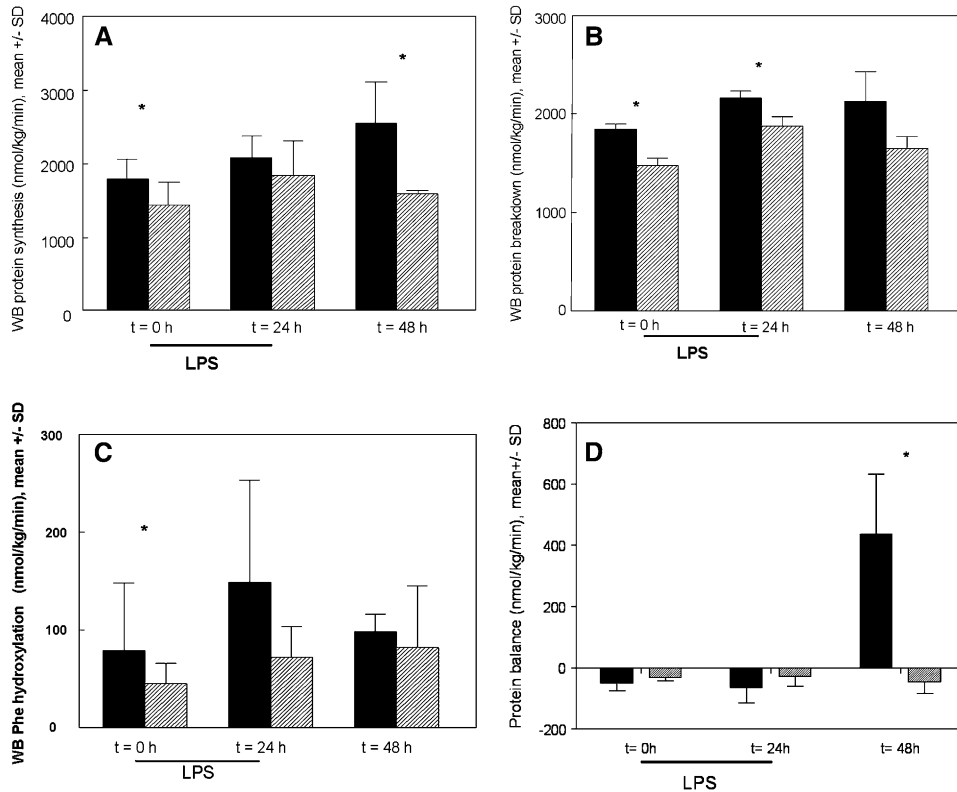 A
WB protein synthesis (nmol/kg/min), mean +/- SD
4000
3000
2000
1000
0
*
*
t = 0 h
t = 24 h
t = 48 h
LPS
B
WB protein breakdown (nmol/kg/min), mean +/- SD
3000
2000
1000
0
*
*
t = 0 h
t = 24 h
t = 48 h
LPS
C
WB Phe hydroxylation (nmol/kg/min), mean +/- SD
300
200
100
0
*
t = 0 h
t = 24 h
t = 48 h
LPS
D
Protein balance (nmol/kg/min), mean+/- SD
800
600
400
200
0
-200
*
t= 0h
t= 24h
t= 48h
LPS